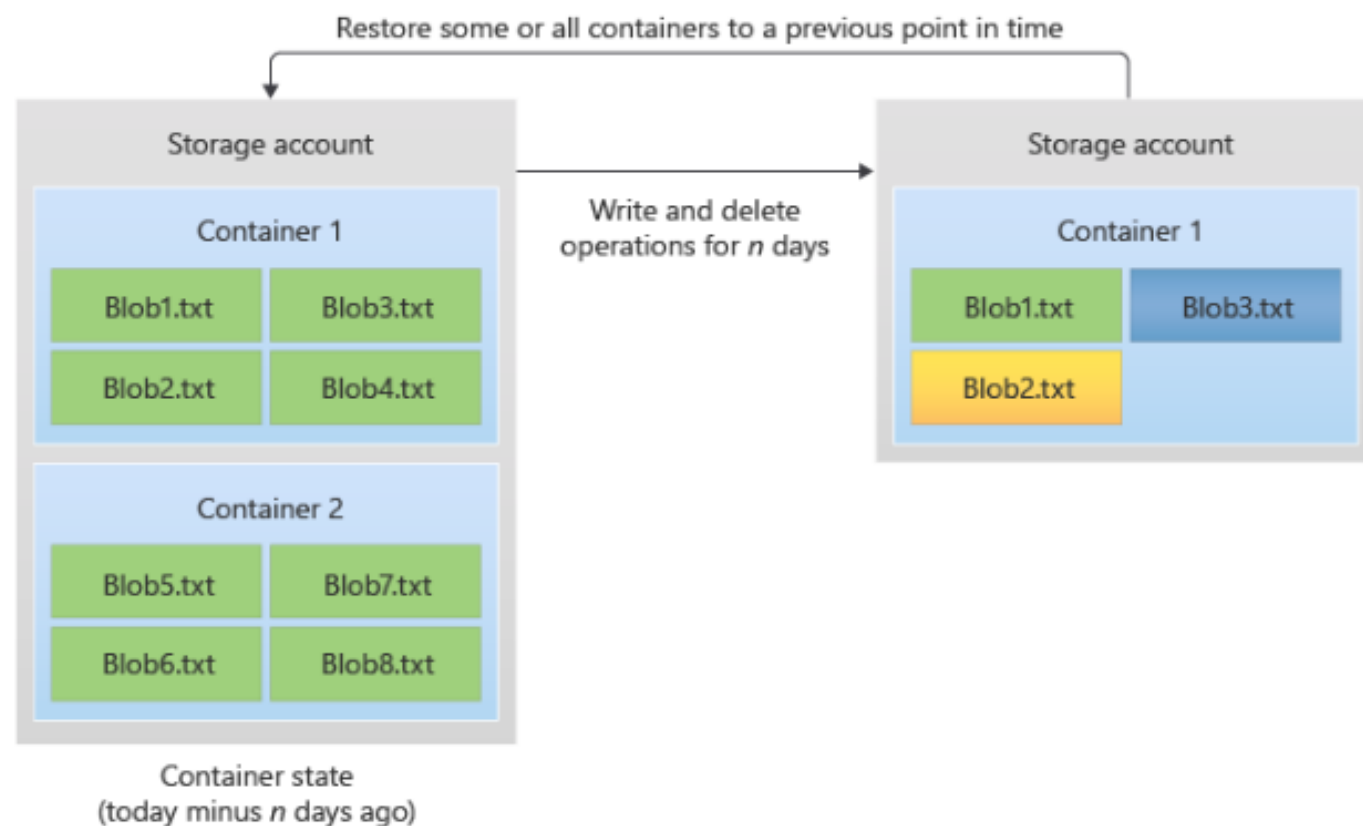 Restore some or all containers to a previous point in time
Storage account
Container 1
Blob1.txt
Blob3.txt
Blob2.txt
Blob4.txt
Container 2
Blob5.txt
Blob7.txt
Blob6.txt
Blob8.txt
Container state
(today minus n days ago)
Write and delete
operations for n days
Storage account
Container 1
Blob1.txt
Blob3.txt
Blob2.txt